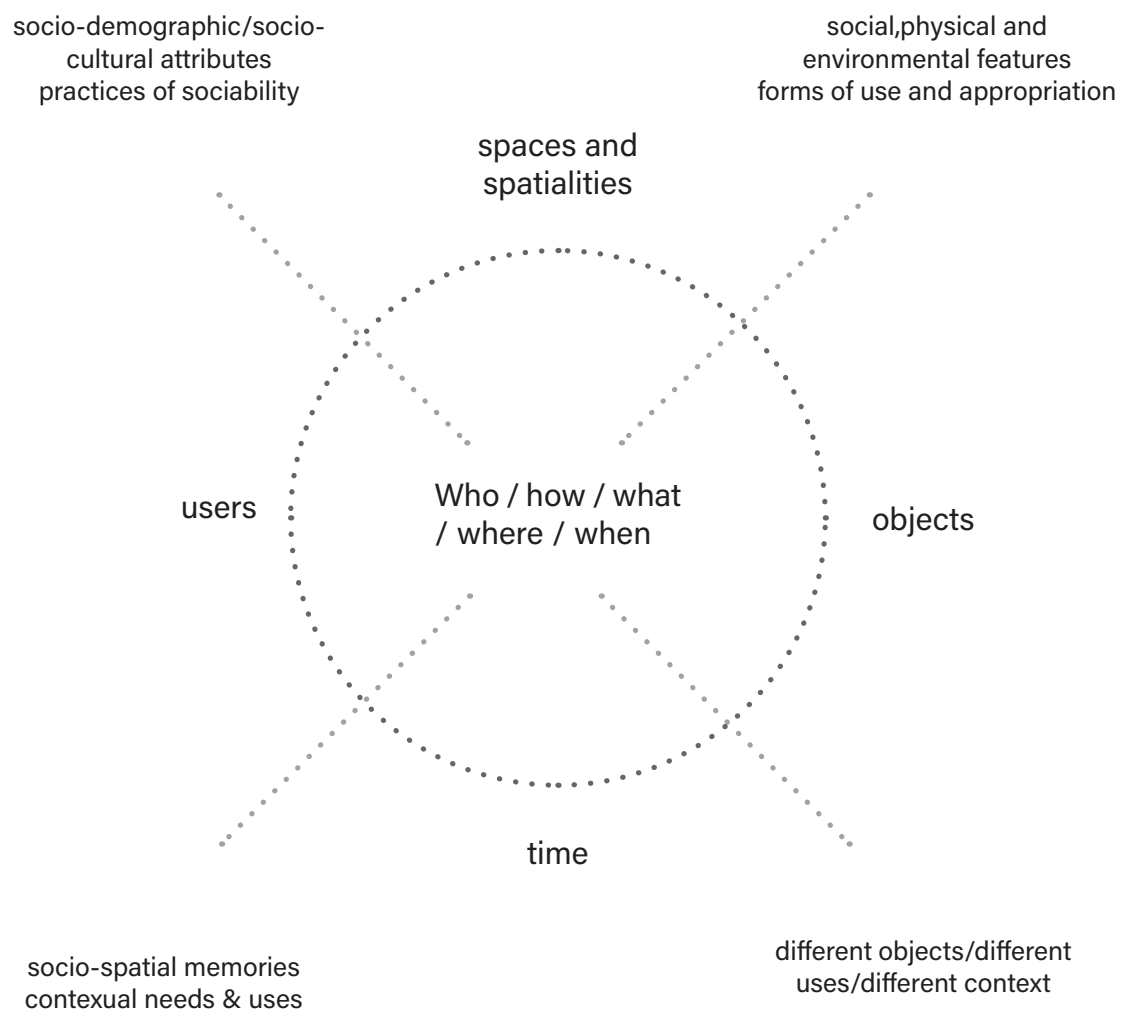 socio-demographic/socio-
cultural attributes
practices of sociability
social,physical and
environmental features
forms of use and appropriation
spaces and
spatialities
users
Who / how / what
/ where / when
objects
time
socio-spatial memories
contexual needs & uses
different objects/different
uses/different context